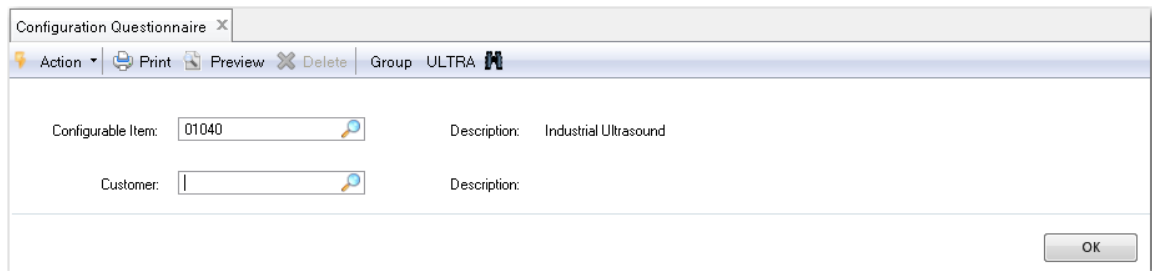 Configuration Questionnaire X
Action Print Preview Delete Group ULTRA
Configurable Item: 01040 Description: Industrial Ultrasound
Customer: Description:
OK